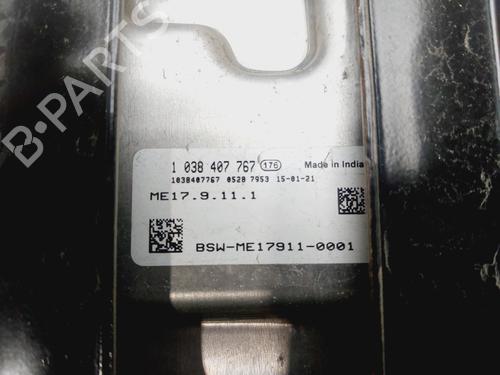 B-PARTS
1 038 407 767 176 Made in India
1038407767 0528 7953 15-01-21
ME17.9.11.1
BSW-ME17911-0001